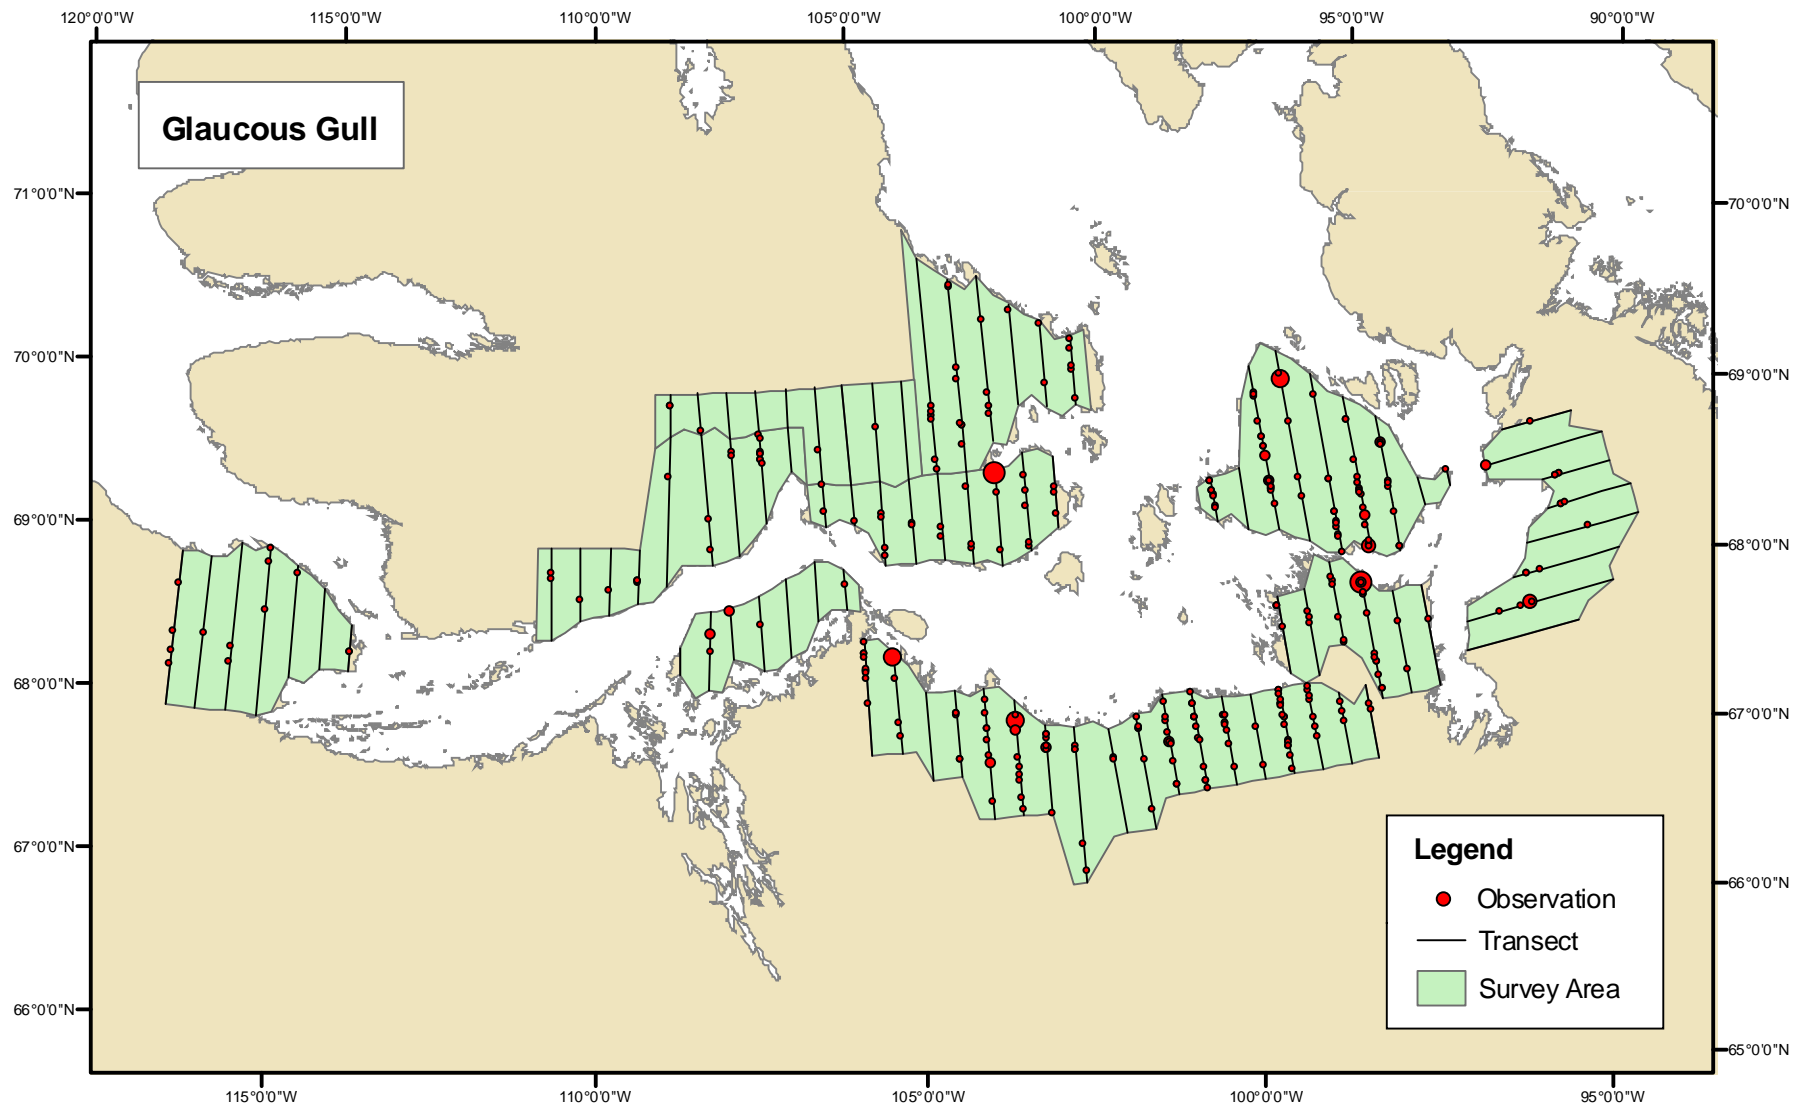 120°0'0"W 115°0'0"W 110°0'0"W 105°0'0"W 100°0'0"W 95°0'0"W 90°0'0"W
Glaucous Gull
71°0'0"N
70°0'0"N
70°0'0"N
69°0'0"N
69°0'0"N
68°0'0"N
68°0'0"N
67°0'0"N
67°0'0"N
66°0'0"N
66°0'0"N
65°0'0"N
Legend
Observation
Transect
Survey Area
115°0'0"W 110°0'0"W 105°0'0"W 100°0'0"W 95°0'0"W